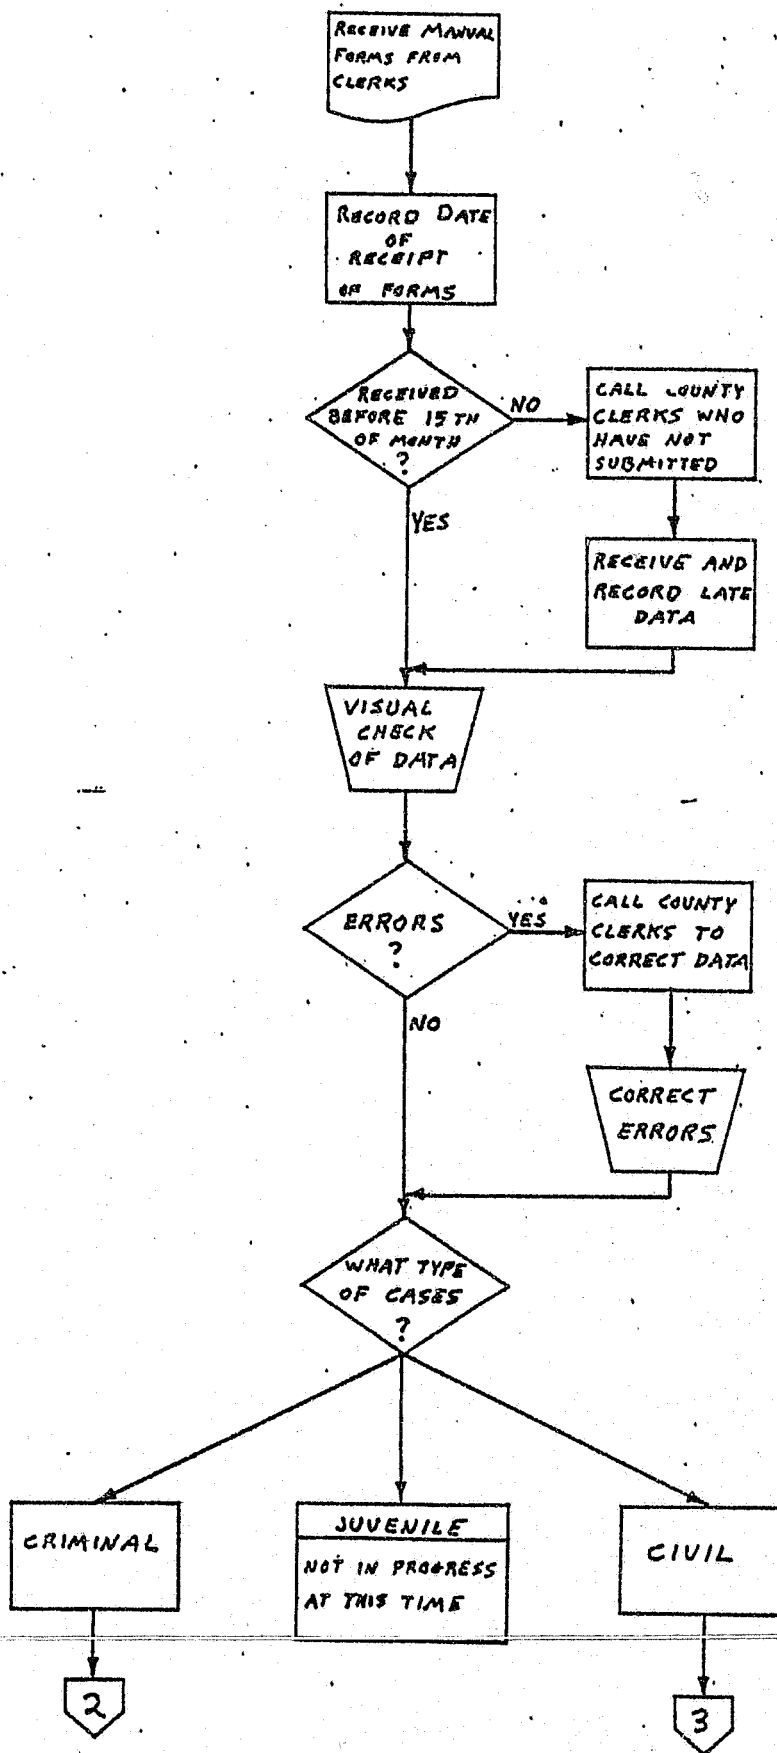 RECEIVE MANUAL
FORMS FROM
CLERKS
RECORD DATE
OF
RECEIPT
OF FORMS
RECEIVED
BEFORE 15TH
OF MONTH
?
NO
CALL COUNTY
CLERKS WHO
HAVE NOT
SUBMITTED
YES
RECEIVE AND
RECORD LATE
DATA
VISUAL
CHECK
OF DATA
ERRORS
?
YES
CALL COUNTY
CLERKS TO
CORRECT DATA
NO
CORRECT
ERRORS
WHAT TYPE
OF CASES
?
CRIMINAL
JUVENILE
NOT IN PROGRESS
AT THIS TIME
CIVIL
2
3